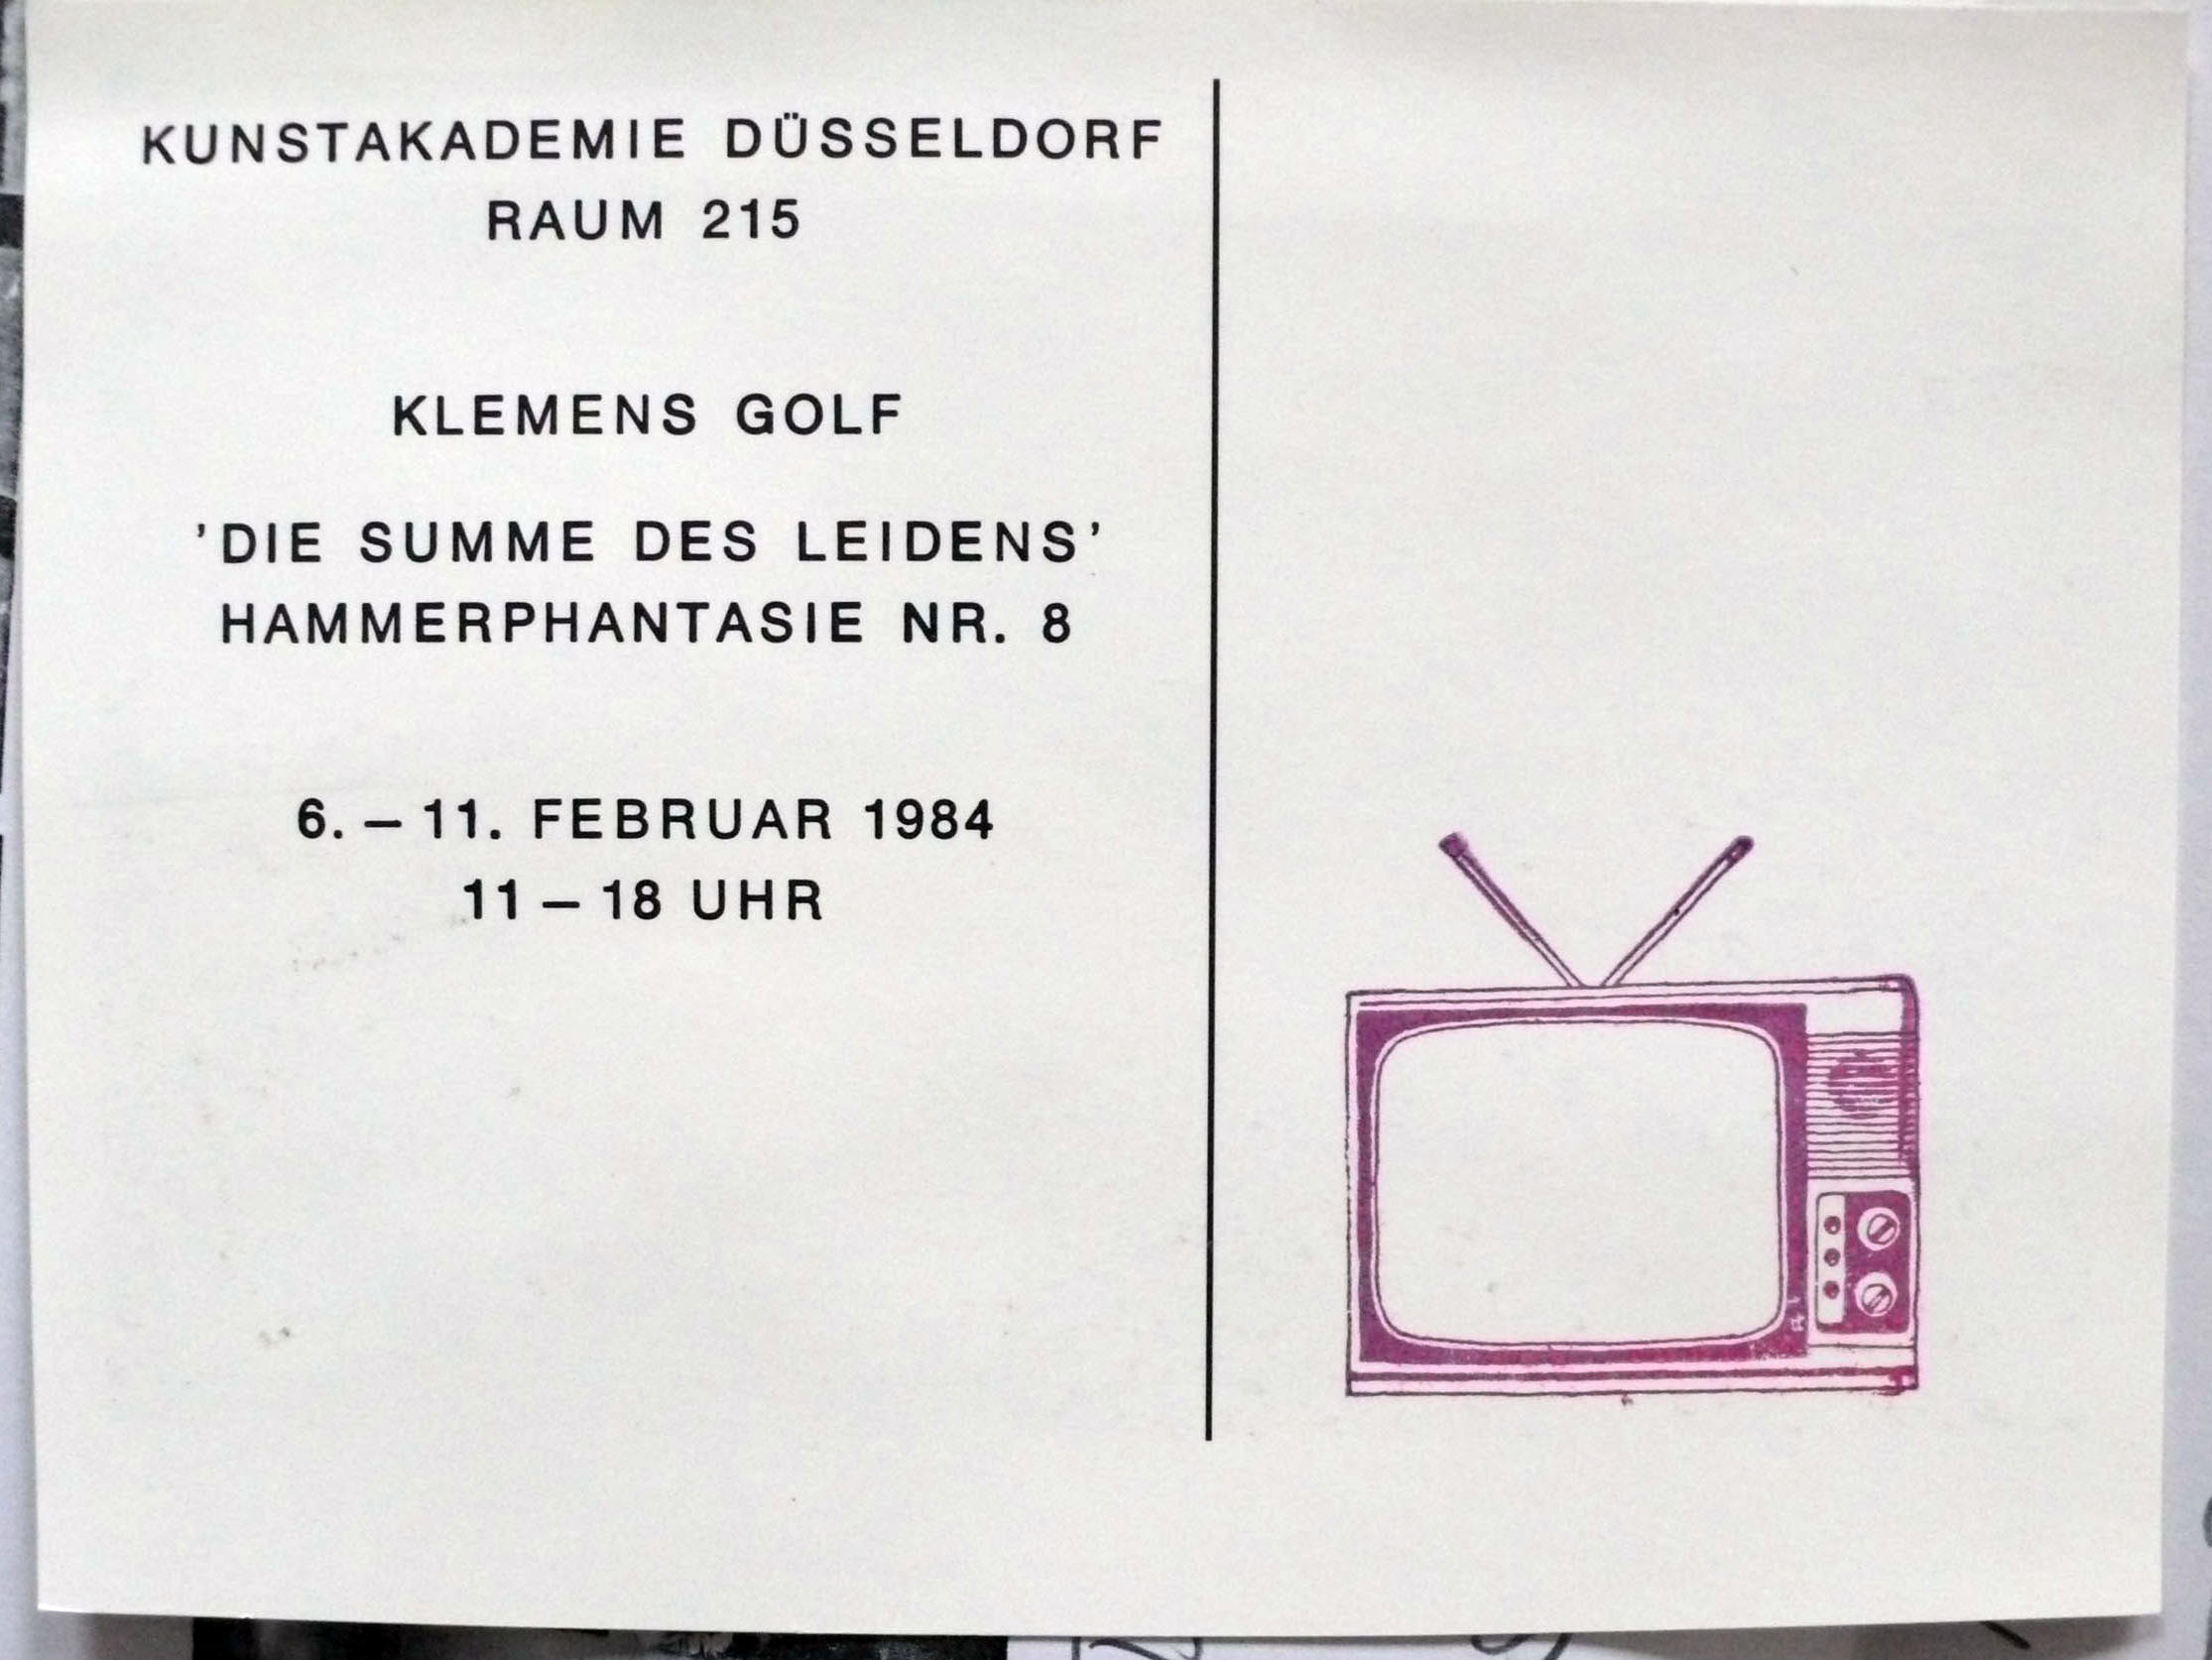 KUNSTAKADEMIE DÜSSELDORF
RAUM 215
KLEMENS GOLF
'DIE SUMME DES LEIDENS'
HAMMERPHANTASIE NR. 8
6. – 11. FEBRUAR 1984
11 – 18 UHR